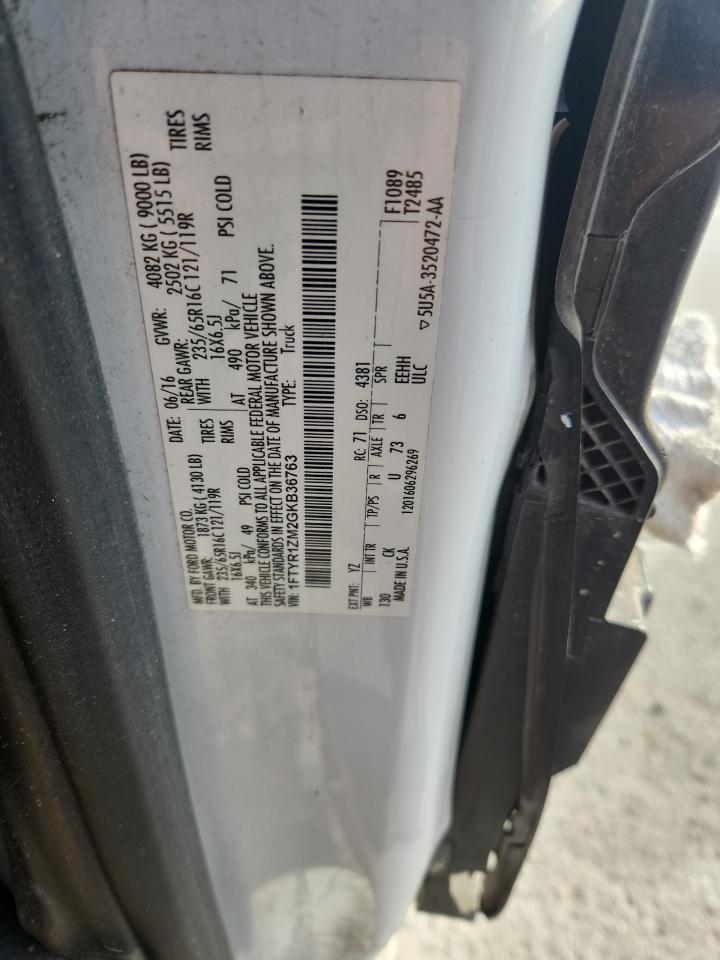 MFD. BY FORD MOTOR CO. DATE: 06/16 GVWR: 4082 KG ( 9000 LB)
FRONT GAWR: 1873 KG ( 4130 LB) REAR GAWR: 2502 KG ( 5515 LB)
WITH 235/65R16C 121/119R TIRES WITH 235/65R16C 121/119R TIRES
16X6.5J RIMS 16X6.5J RIMS
AT 340 kPa/ 49 PSI COLD AT 490 kPa/ 71 PSI COLD
THIS VEHICLE CONFORMS TO ALL APPLICABLE FEDERAL MOTOR VEHICLE
SAFETY STANDARDS IN EFFECT ON THE DATE OF MANUFACTURE SHOWN ABOVE.
VIN: 1FTYR1ZM2GKB36763 TYPE: Truck
EXT PNT: YZ RC: 71 DSO: 4381 F1089
WB INT TR TP/PS R AXLE TR SPR T2485
130 CK U 73 6 EEHH
MADE IN U.S.A. ULC ▽5U5A-3520472-AA
1201606296269